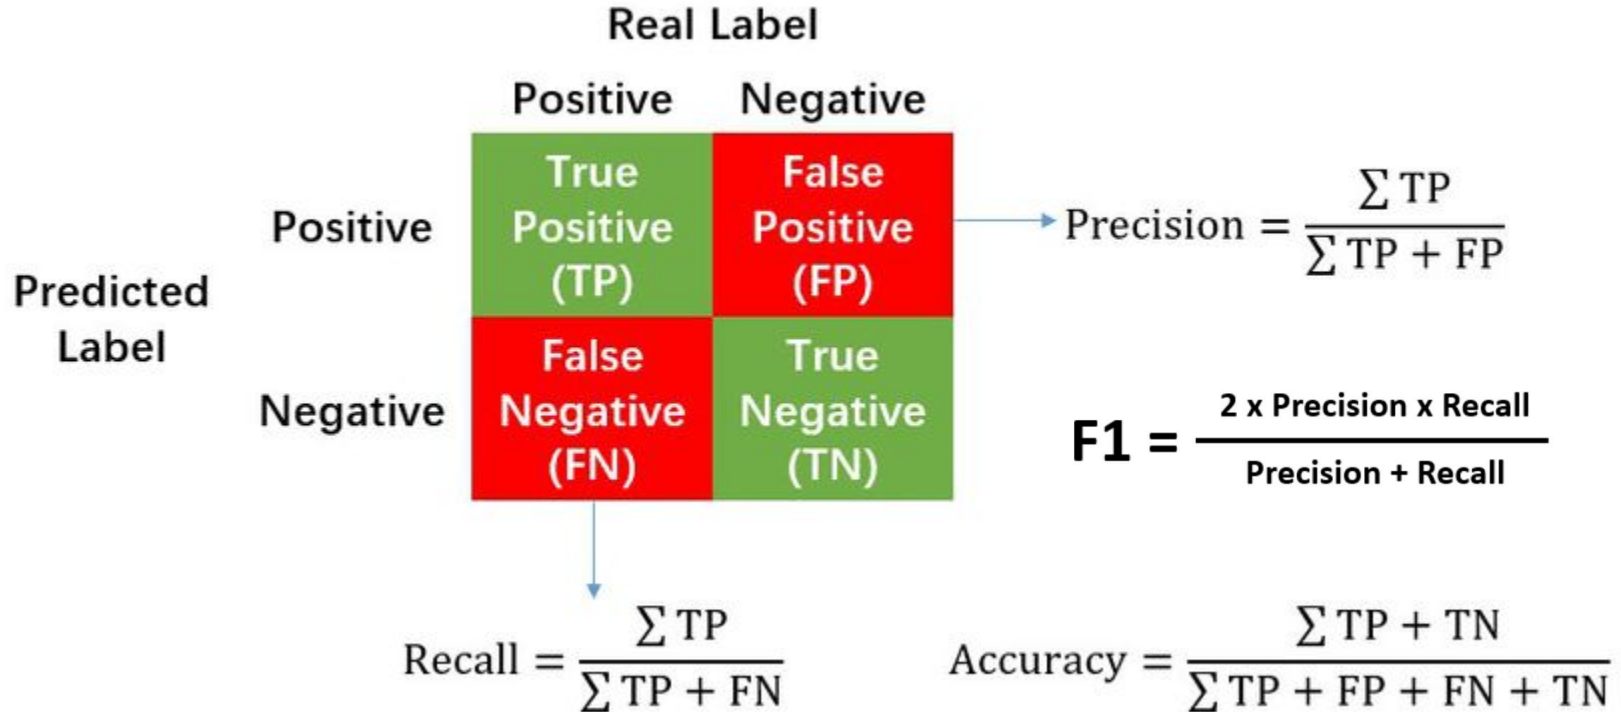 Real Label
Positive Negative
Predicted
Label
Positive
Negative
True
Positive
(TP)
False
Positive
(FP)
False
Negative
(FN)
True
Negative
(TN)
Precision = ∑ TP / ∑ TP + FP
F1 = 2 x Precision x Recall / Precision + Recall
Recall = ∑ TP / ∑ TP + FN
Accuracy = ∑ TP + TN / ∑ TP + FP + FN + TN